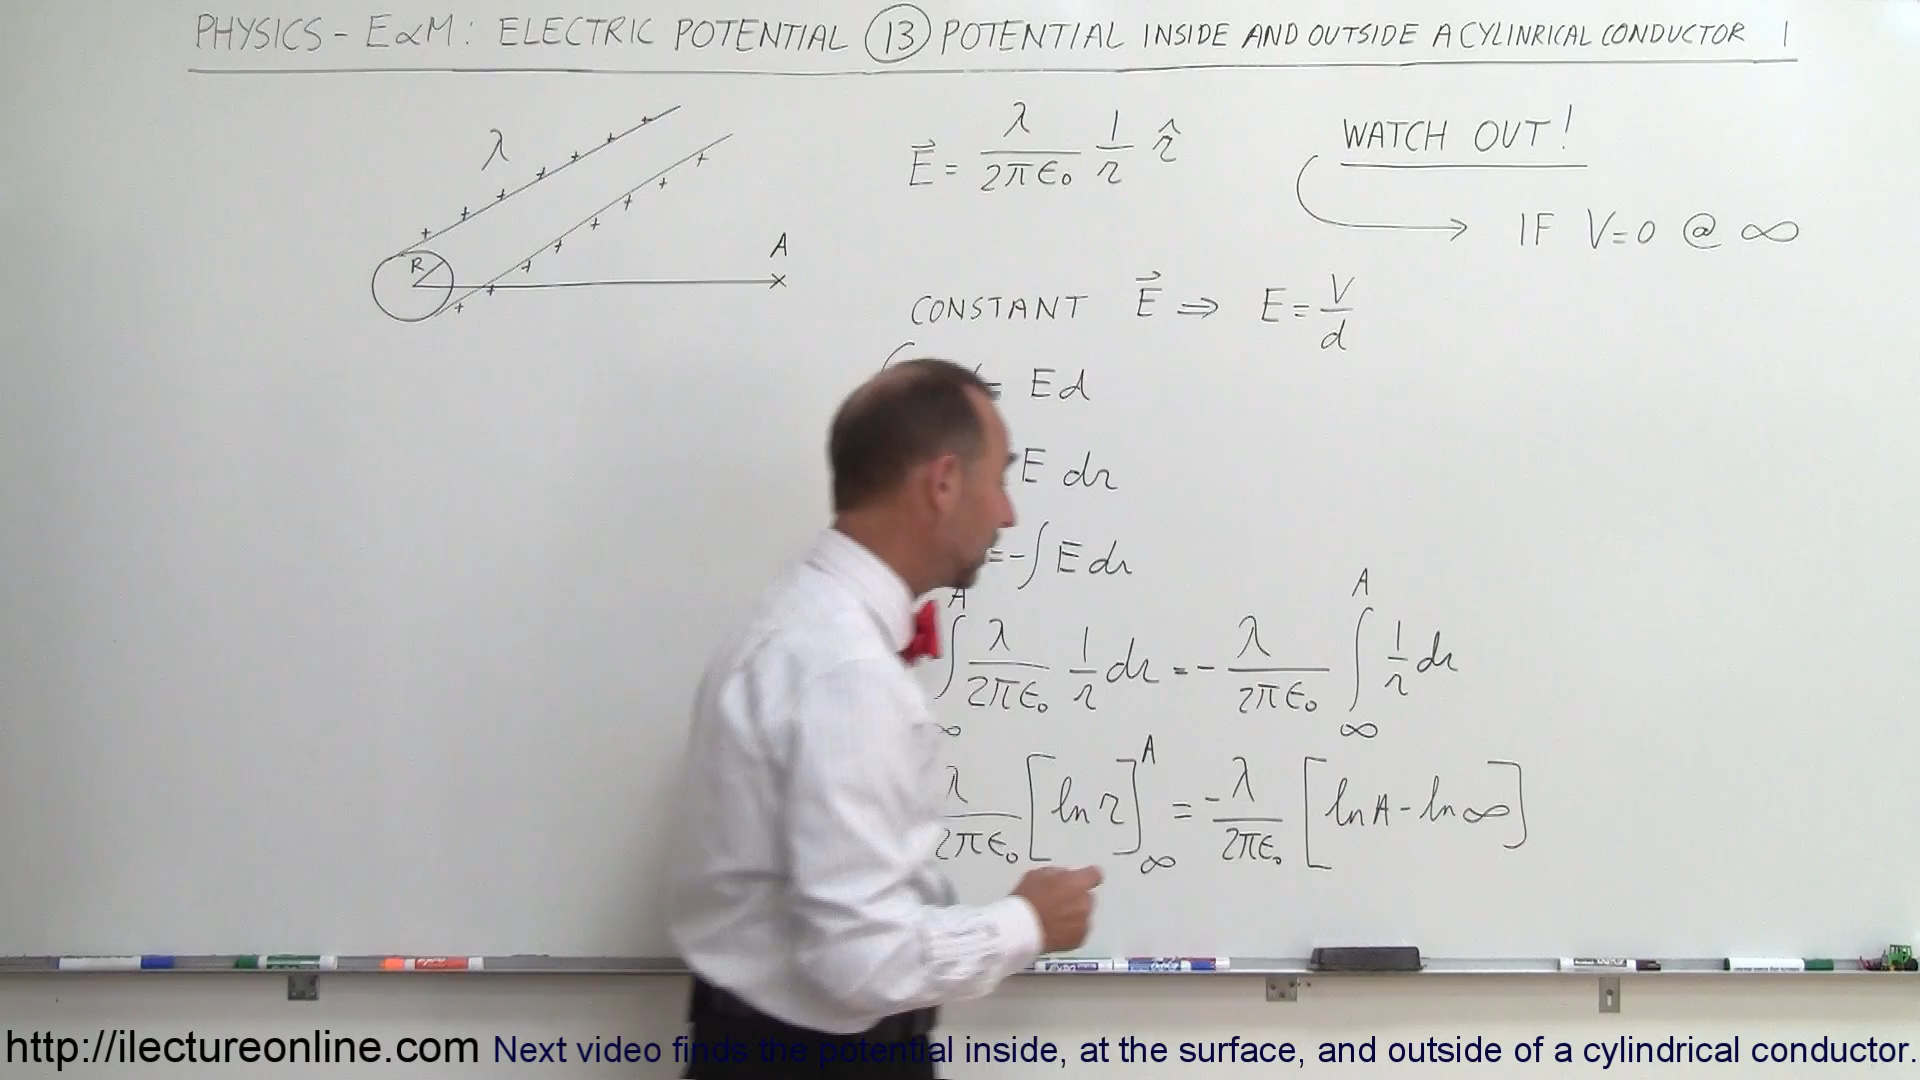 PHYSICS - E&M: ELECTRIC POTENTIAL (13) POTENTIAL INSIDE AND OUTSIDE A CYLINRICAL CONDUCTOR 1
λ
R
A
E⃗ = λ/(2πε₀) 1/r r̂
WATCH OUT!
IF V=0 @ ∞
CONSTANT E⃗ ⇒ E = V/d
= Ed
E dr
= -∫E dr
∫_∞^A λ/(2πε₀) 1/r dr = - λ/(2πε₀) ∫_∞^A 1/r dr
λ/(2πε₀) [ln r]_∞^A = -λ/(2πε₀) [ln A - ln ∞]
http://ilectureonline.com Next video finds the potential inside, at the surface, and outside of a cylindrical conductor.